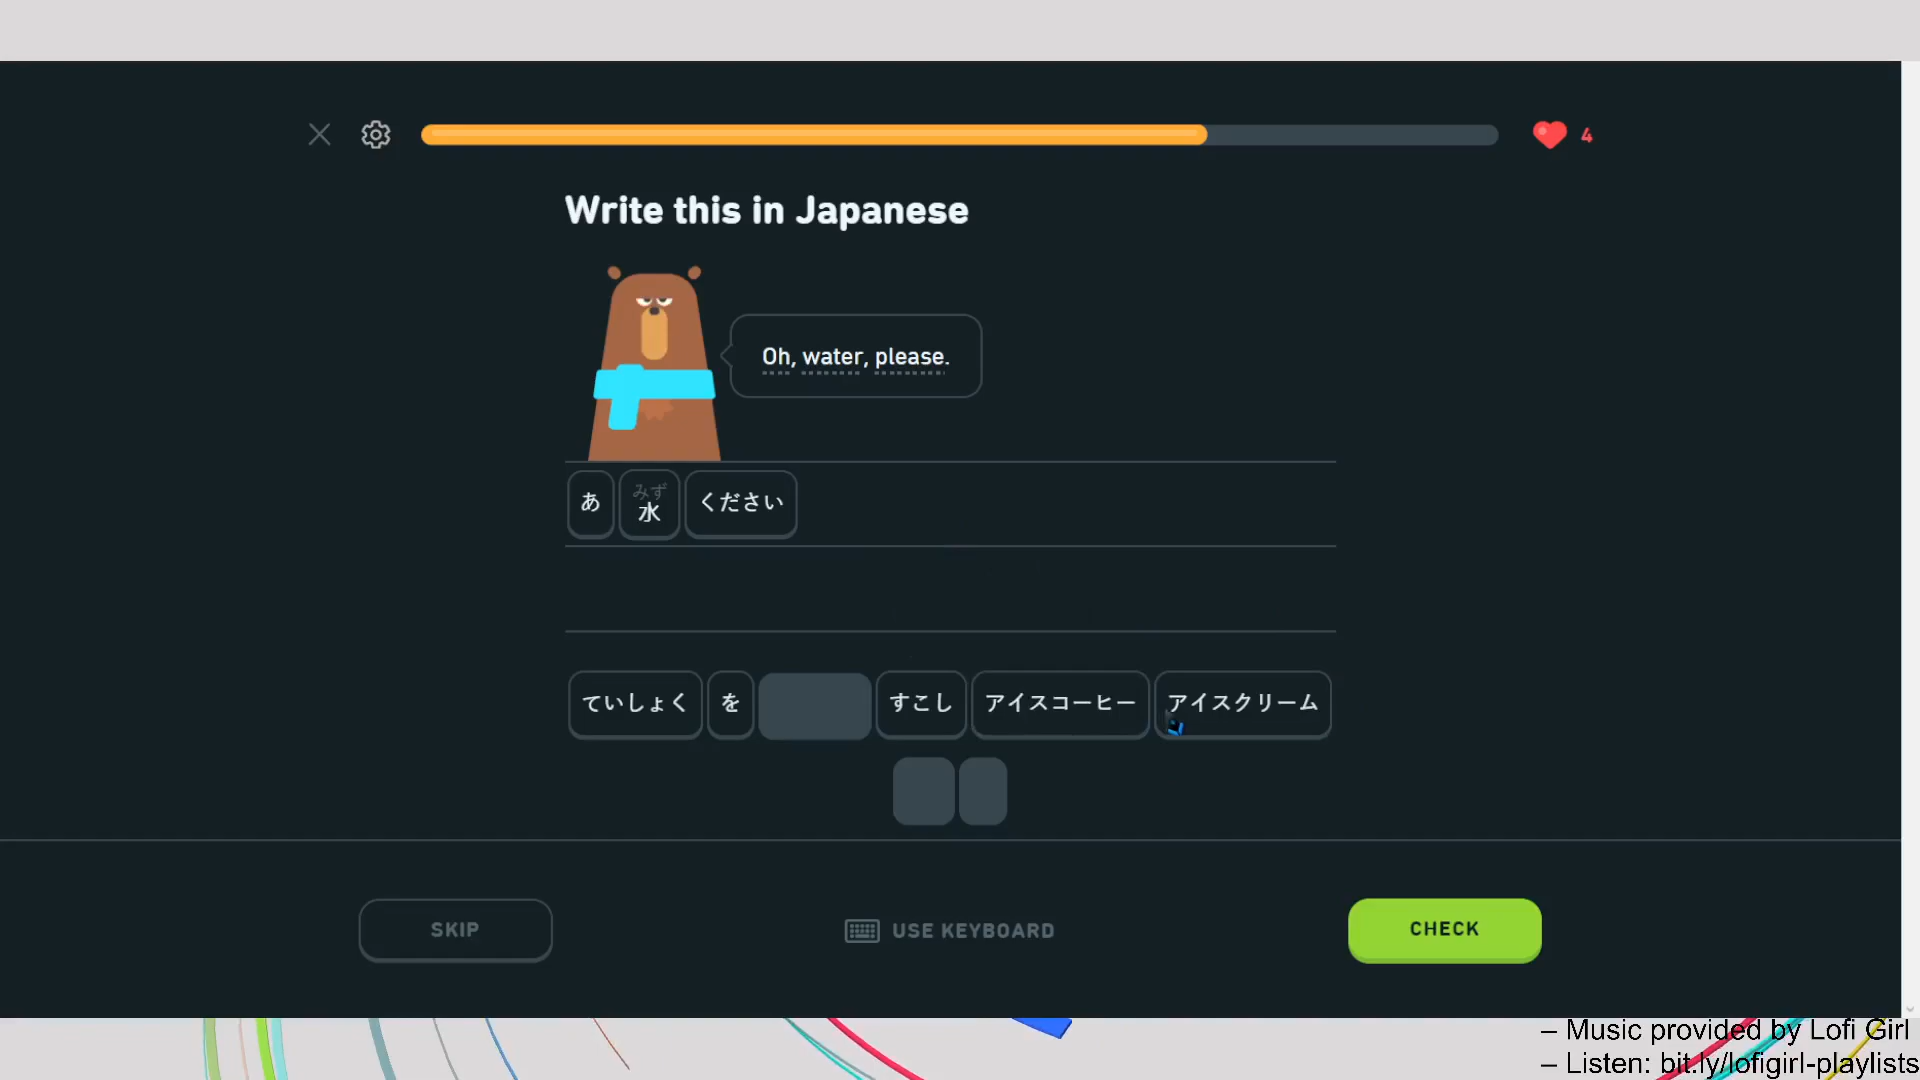 4
Write this in Japanese
Oh, water, please.
あ 水 ください
みず
ていしょく を すこし アイスコーヒー アイスクリーム
SKIP USE KEYBOARD CHECK
– Music provided by Lofi Girl
– Listen: bit.ly/lofigirl-playlists